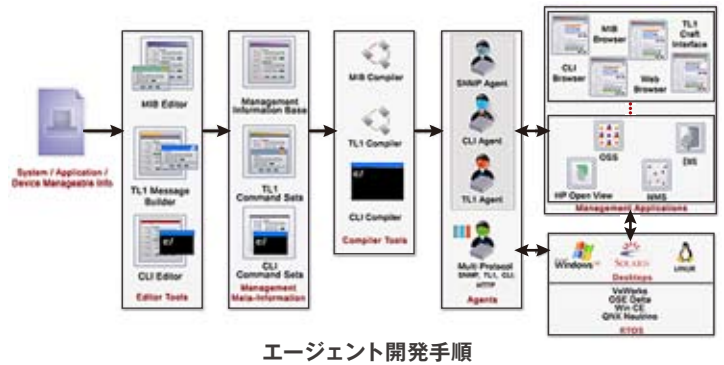 System / Application /
Device Manageable Info
MIB Editor
TL1 Message
Builder
CLI Editor
Editor Tools
Management
Information Base
TL1
Command Sets
CLI
Command Sets
Management
Meta-Information
MIB Compiler
TL1 Compiler
CLI Compiler
Compiler Tools
SNMP Agent
CLI Agent
TL1 Agent
Multi Protocol
SNMP, TL1, CLI,
HTTP
Agents
MIB
Browser
TL1
Craft
Interface
CLI
Browser
Web
Browser
OSS
EMS
HP Open View
NMS
Management Applications
Windows
SOLARIS
LINUX
Desktops
VxWorks
OSE Delta
Win CE
QNX Neutrino
RTOS
エージェント開発手順